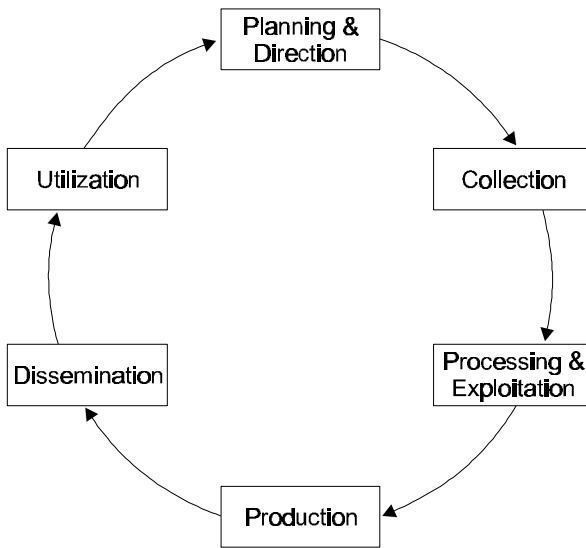 Planning &
Direction
Collection
Processing &
Exploitation
Production
Dissemination
Utilization